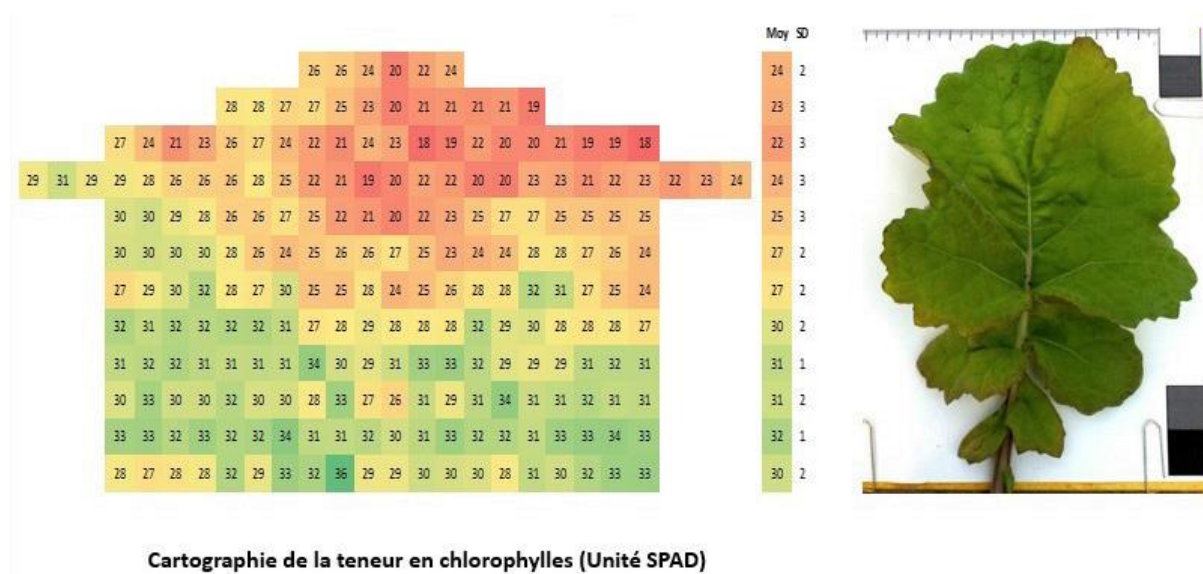 Moy SD
26 26 24 20 22 24 24 2
28 28 27 27 25 23 20 21 21 21 21 19 23 3
27 24 21 23 26 27 24 22 21 24 23 18 19 22 20 20 21 19 19 18 22 3
29 31 29 29 28 26 26 26 28 25 22 21 19 20 22 22 20 20 23 23 21 22 23 22 23 24 24 3
30 30 29 28 26 26 27 25 22 21 20 22 23 25 27 27 25 25 25 25 25 3
30 30 30 30 28 26 24 25 26 26 27 25 23 24 24 28 28 27 26 24 27 2
27 29 30 32 28 27 30 25 25 28 24 25 26 28 28 32 31 27 25 24 27 2
32 31 32 32 32 32 31 27 28 29 28 28 28 32 29 30 28 28 28 27 30 2
31 32 32 31 31 31 31 34 30 29 31 33 33 32 29 29 29 31 32 31 31 1
30 33 30 30 32 30 30 28 33 27 26 31 29 31 34 31 31 32 31 31 31 2
33 33 32 33 32 32 34 31 31 32 30 31 33 32 32 31 33 33 34 33 32 1
28 27 28 28 32 29 33 32 36 29 29 30 30 30 28 31 30 32 33 33 30 2
Cartographie de la teneur en chlorophylles (Unité SPAD)